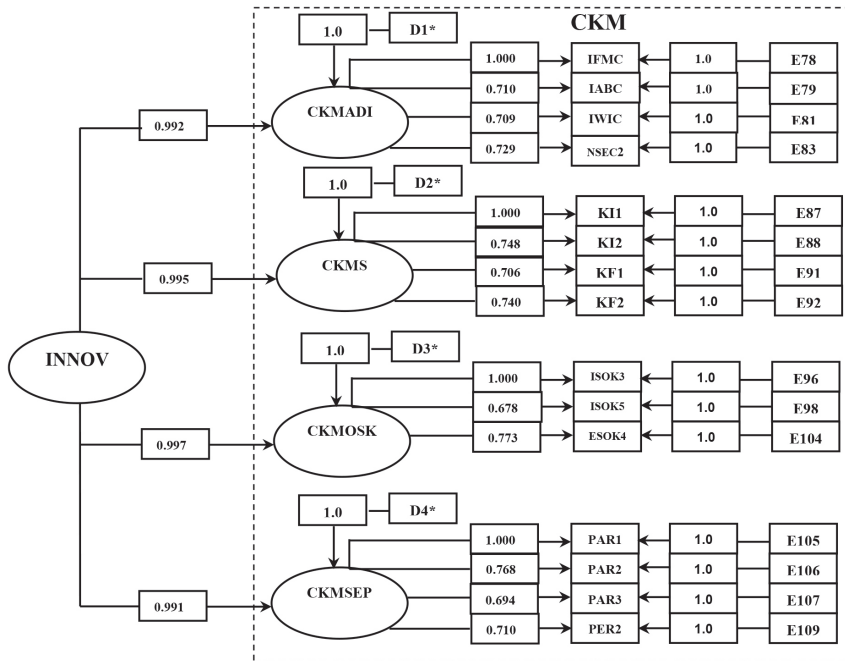 CKM
1.0 D1*
1.000 IFMC 1.0 E78
0.710 IABC 1.0 E79
CKMADI
0.992
0.709 IWIC 1.0 E81
0.729 NSEC2 1.0 E83
1.0 D2*
1.000 KI1 1.0 E87
0.748 KI2 1.0 E88
CKMS
0.995
0.706 KF1 1.0 E91
0.740 KF2 1.0 E92
INNOV
1.0 D3*
1.000 ISOK3 1.0 E96
0.678 ISOK5 1.0 E98
CKMOSK
0.997
0.773 ESOK4 1.0 E104
1.0 D4*
1.000 PAR1 1.0 E105
0.768 PAR2 1.0 E106
CKMSEP
0.991
0.694 PAR3 1.0 E107
0.710 PER2 1.0 E109